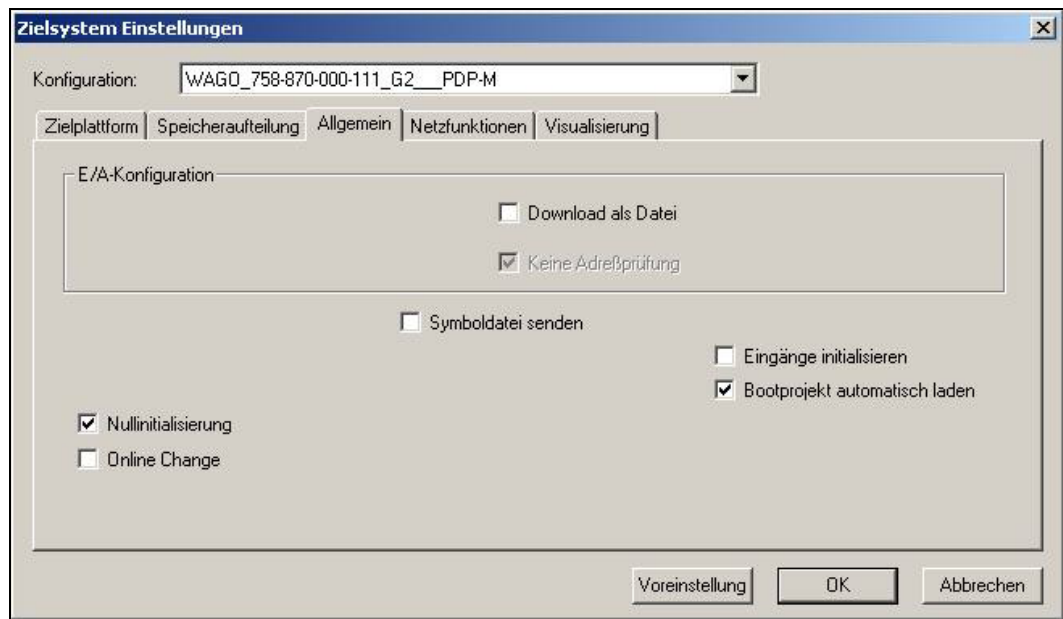 Zielsystem Einstellungen
Konfiguration: WAGO_758-870-000-111_G2___PDP-M
Zielplattform Speicheraufteilung Allgemein Netzfunktionen Visualisierung
E/A-Konfiguration
Download als Datei
Keine Adreßprüfung
Symboldatei senden
Eingänge initialisieren
Bootprojekt automatisch laden
Nullinitialisierung
Online Change
Voreinstellung OK Abbrechen